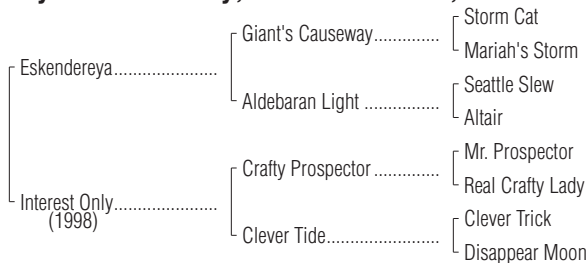 Storm Cat
Giant's Causeway...............
Mariah's Storm
Eskendereya.....................
Seattle Slew
Aldebaran Light ...............
Altair
Mr. Prospector
Crafty Prospector ...............
Real Crafty Lady
Interest Only.....................
(1998)
Clever Trick
Clever Tide.......................
Disappear Moon